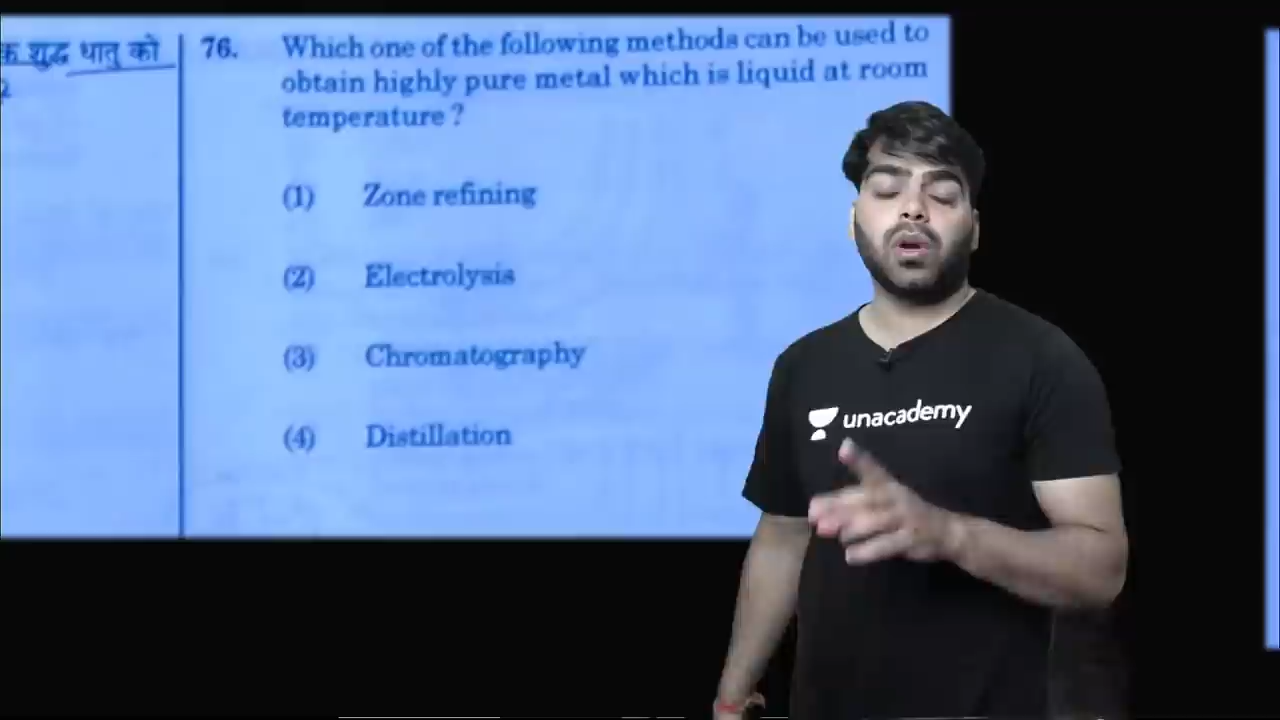 क शुद्ध धातु को
76. Which one of the following methods can be used to
obtain highly pure metal which is liquid at room
temperature ?
(1) Zone refining
(2) Electrolysis
(3) Chromatography
(4) Distillation
unacademy